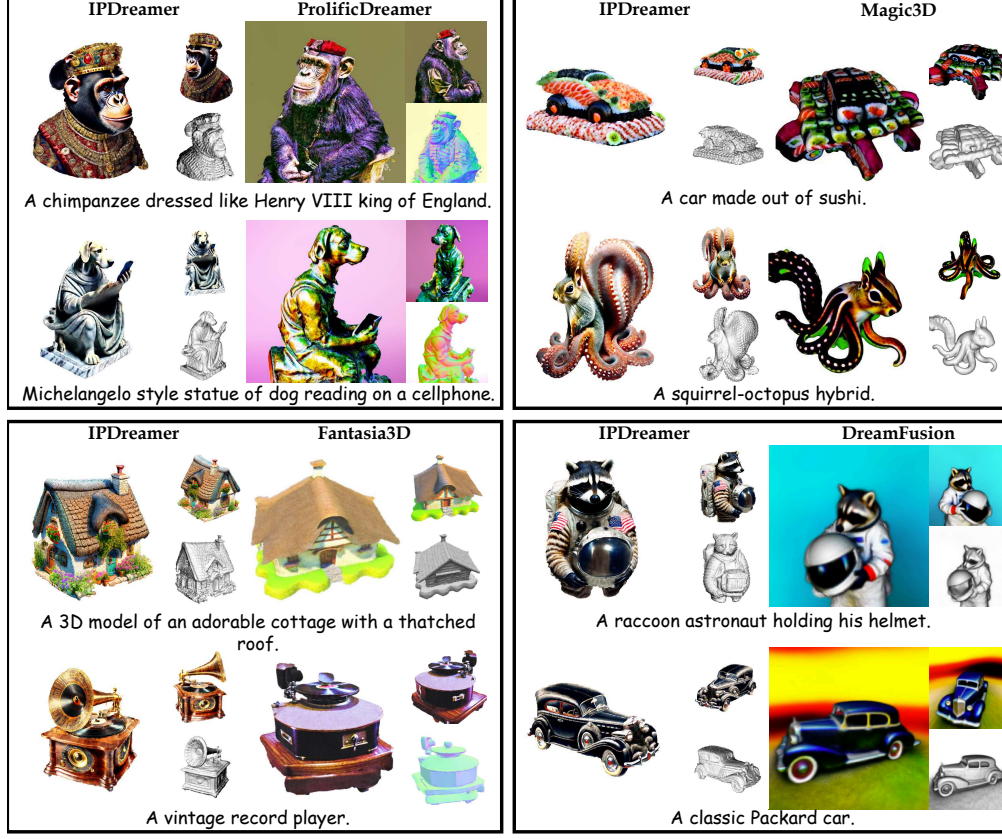 IPDreamer ProlificDreamer
A chimpanzee dressed like Henry VIII king of England.
Michelangelo style statue of dog reading on a cellphone.
IPDreamer Magic3D
A car made out of sushi.
A squirrel-octopus hybrid.
IPDreamer Fantasia3D
A 3D model of an adorable cottage with a thatched
roof.
A vintage record player.
IPDreamer DreamFusion
A raccoon astronaut holding his helmet.
A classic Packard car.